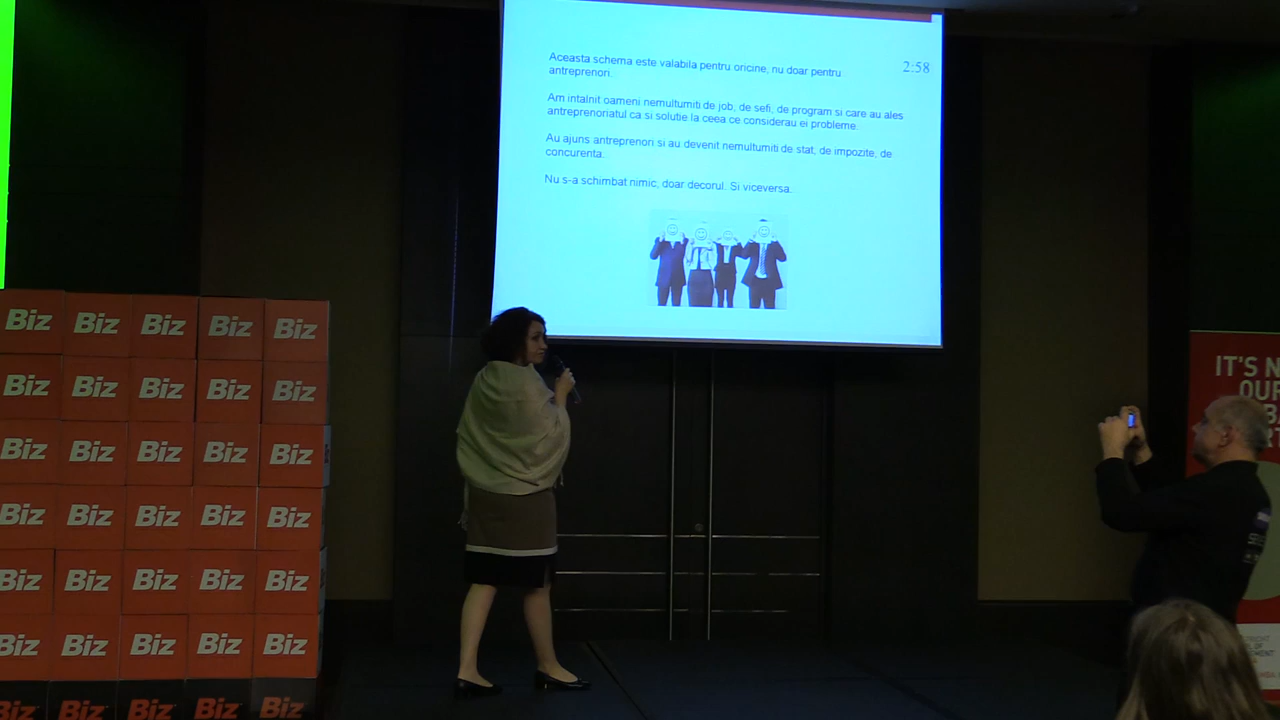 Aceasta schema este valabila pentru oricine, nu doar pentru
antreprenori.
2:58
Am intalnit oameni nemultumiti de job, de sefi, de program si care au ales
antreprenoriatul ca si solutie la ceea ce considerau ei probleme.
Au ajuns antreprenori si au devenit nemultumiti de stat, de impozite, de
concurenta.
Nu s-a schimbat nimic, doar decorul. Si viceversa.
Biz Biz Biz Biz Biz
Biz Biz Biz Biz Biz
Biz Biz Biz Biz Biz
Biz Biz Biz Biz Biz
Biz Biz Biz Biz Biz
Biz Biz Biz Biz Biz
Biz Biz Biz Biz Biz
IT'S N
OUR